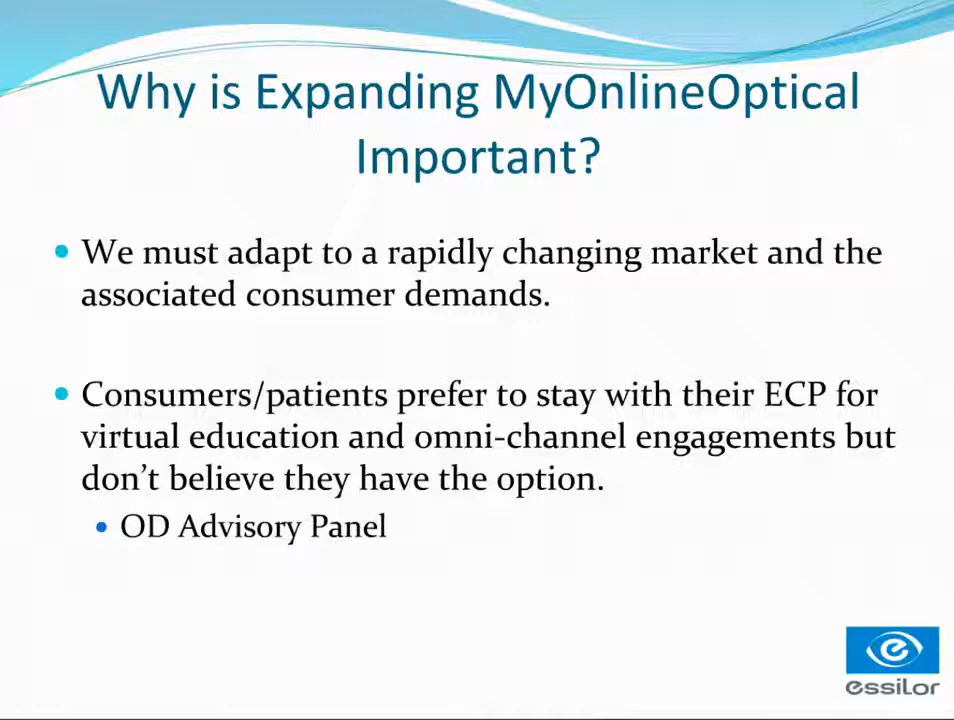 Why is Expanding MyOnlineOptical
Important?
We must adapt to a rapidly changing market and the
associated consumer demands.
Consumers/patients prefer to stay with their ECP for
virtual education and omni-channel engagements but
don't believe they have the option.
OD Advisory Panel
essilor